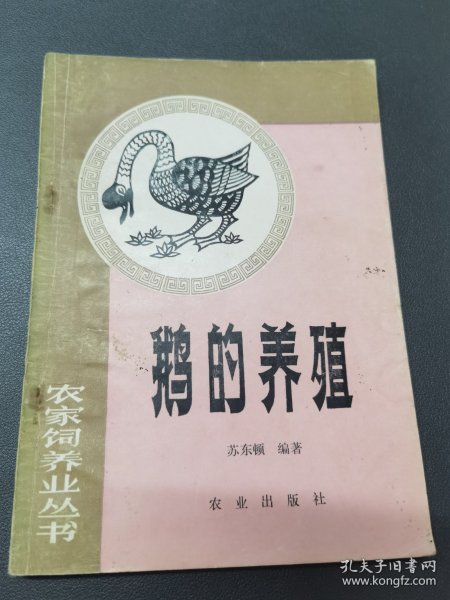 鹅的养殖
苏东顿 编著
农业出版社
农家饲养业丛书
孔夫子旧书网
www.kongfz.com